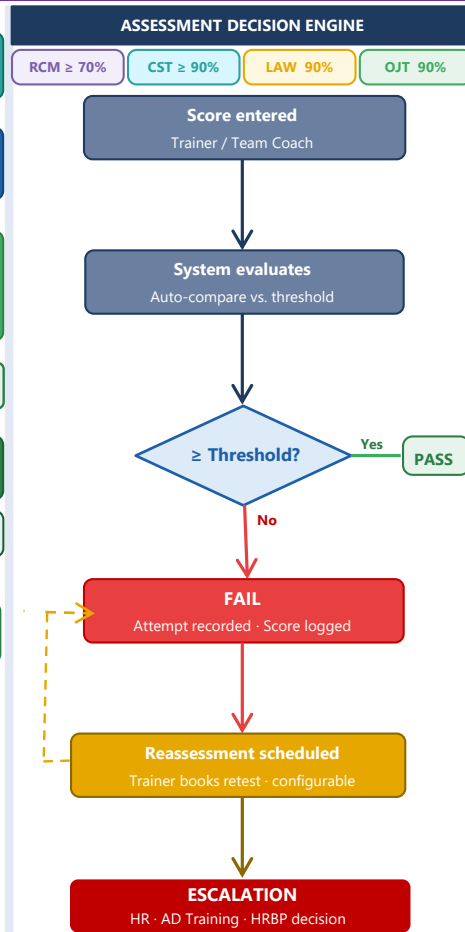 ASSESSMENT DECISION ENGINE
RCM ≥ 70%
CST ≥ 90%
LAW 90%
OJT 90%
Score entered
Trainer / Team Coach
System evaluates
Auto-compare vs. threshold
≥ Threshold?
Yes
PASS
No
FAIL
Attempt recorded · Score logged
Reassessment scheduled
Trainer books retest · configurable
ESCALATION
HR · AD Training · HRBP decision